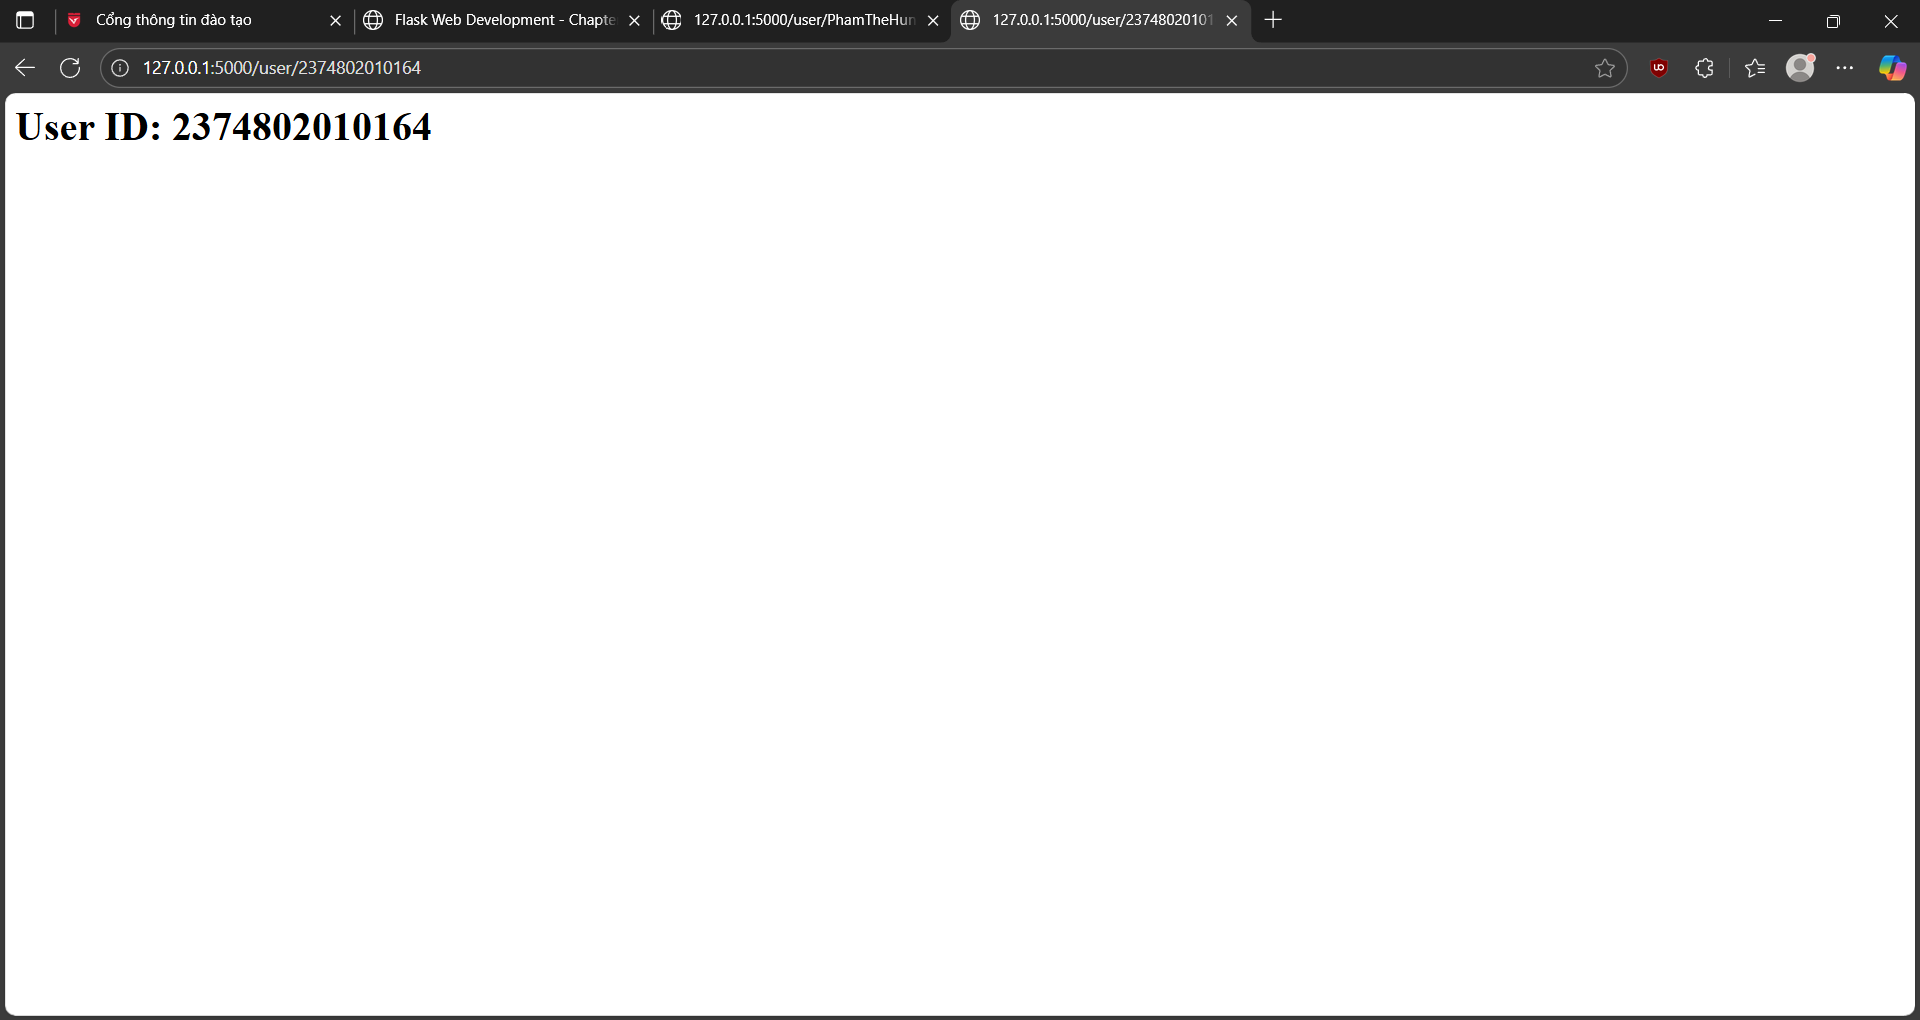 Cổng thông tin đào tạo
Flask Web Development - Chapte
127.0.0.1:5000/user/PhamTheHun
127.0.0.1:5000/user/23748020101
127.0.0.1:5000/user/2374802010164
User ID: 2374802010164